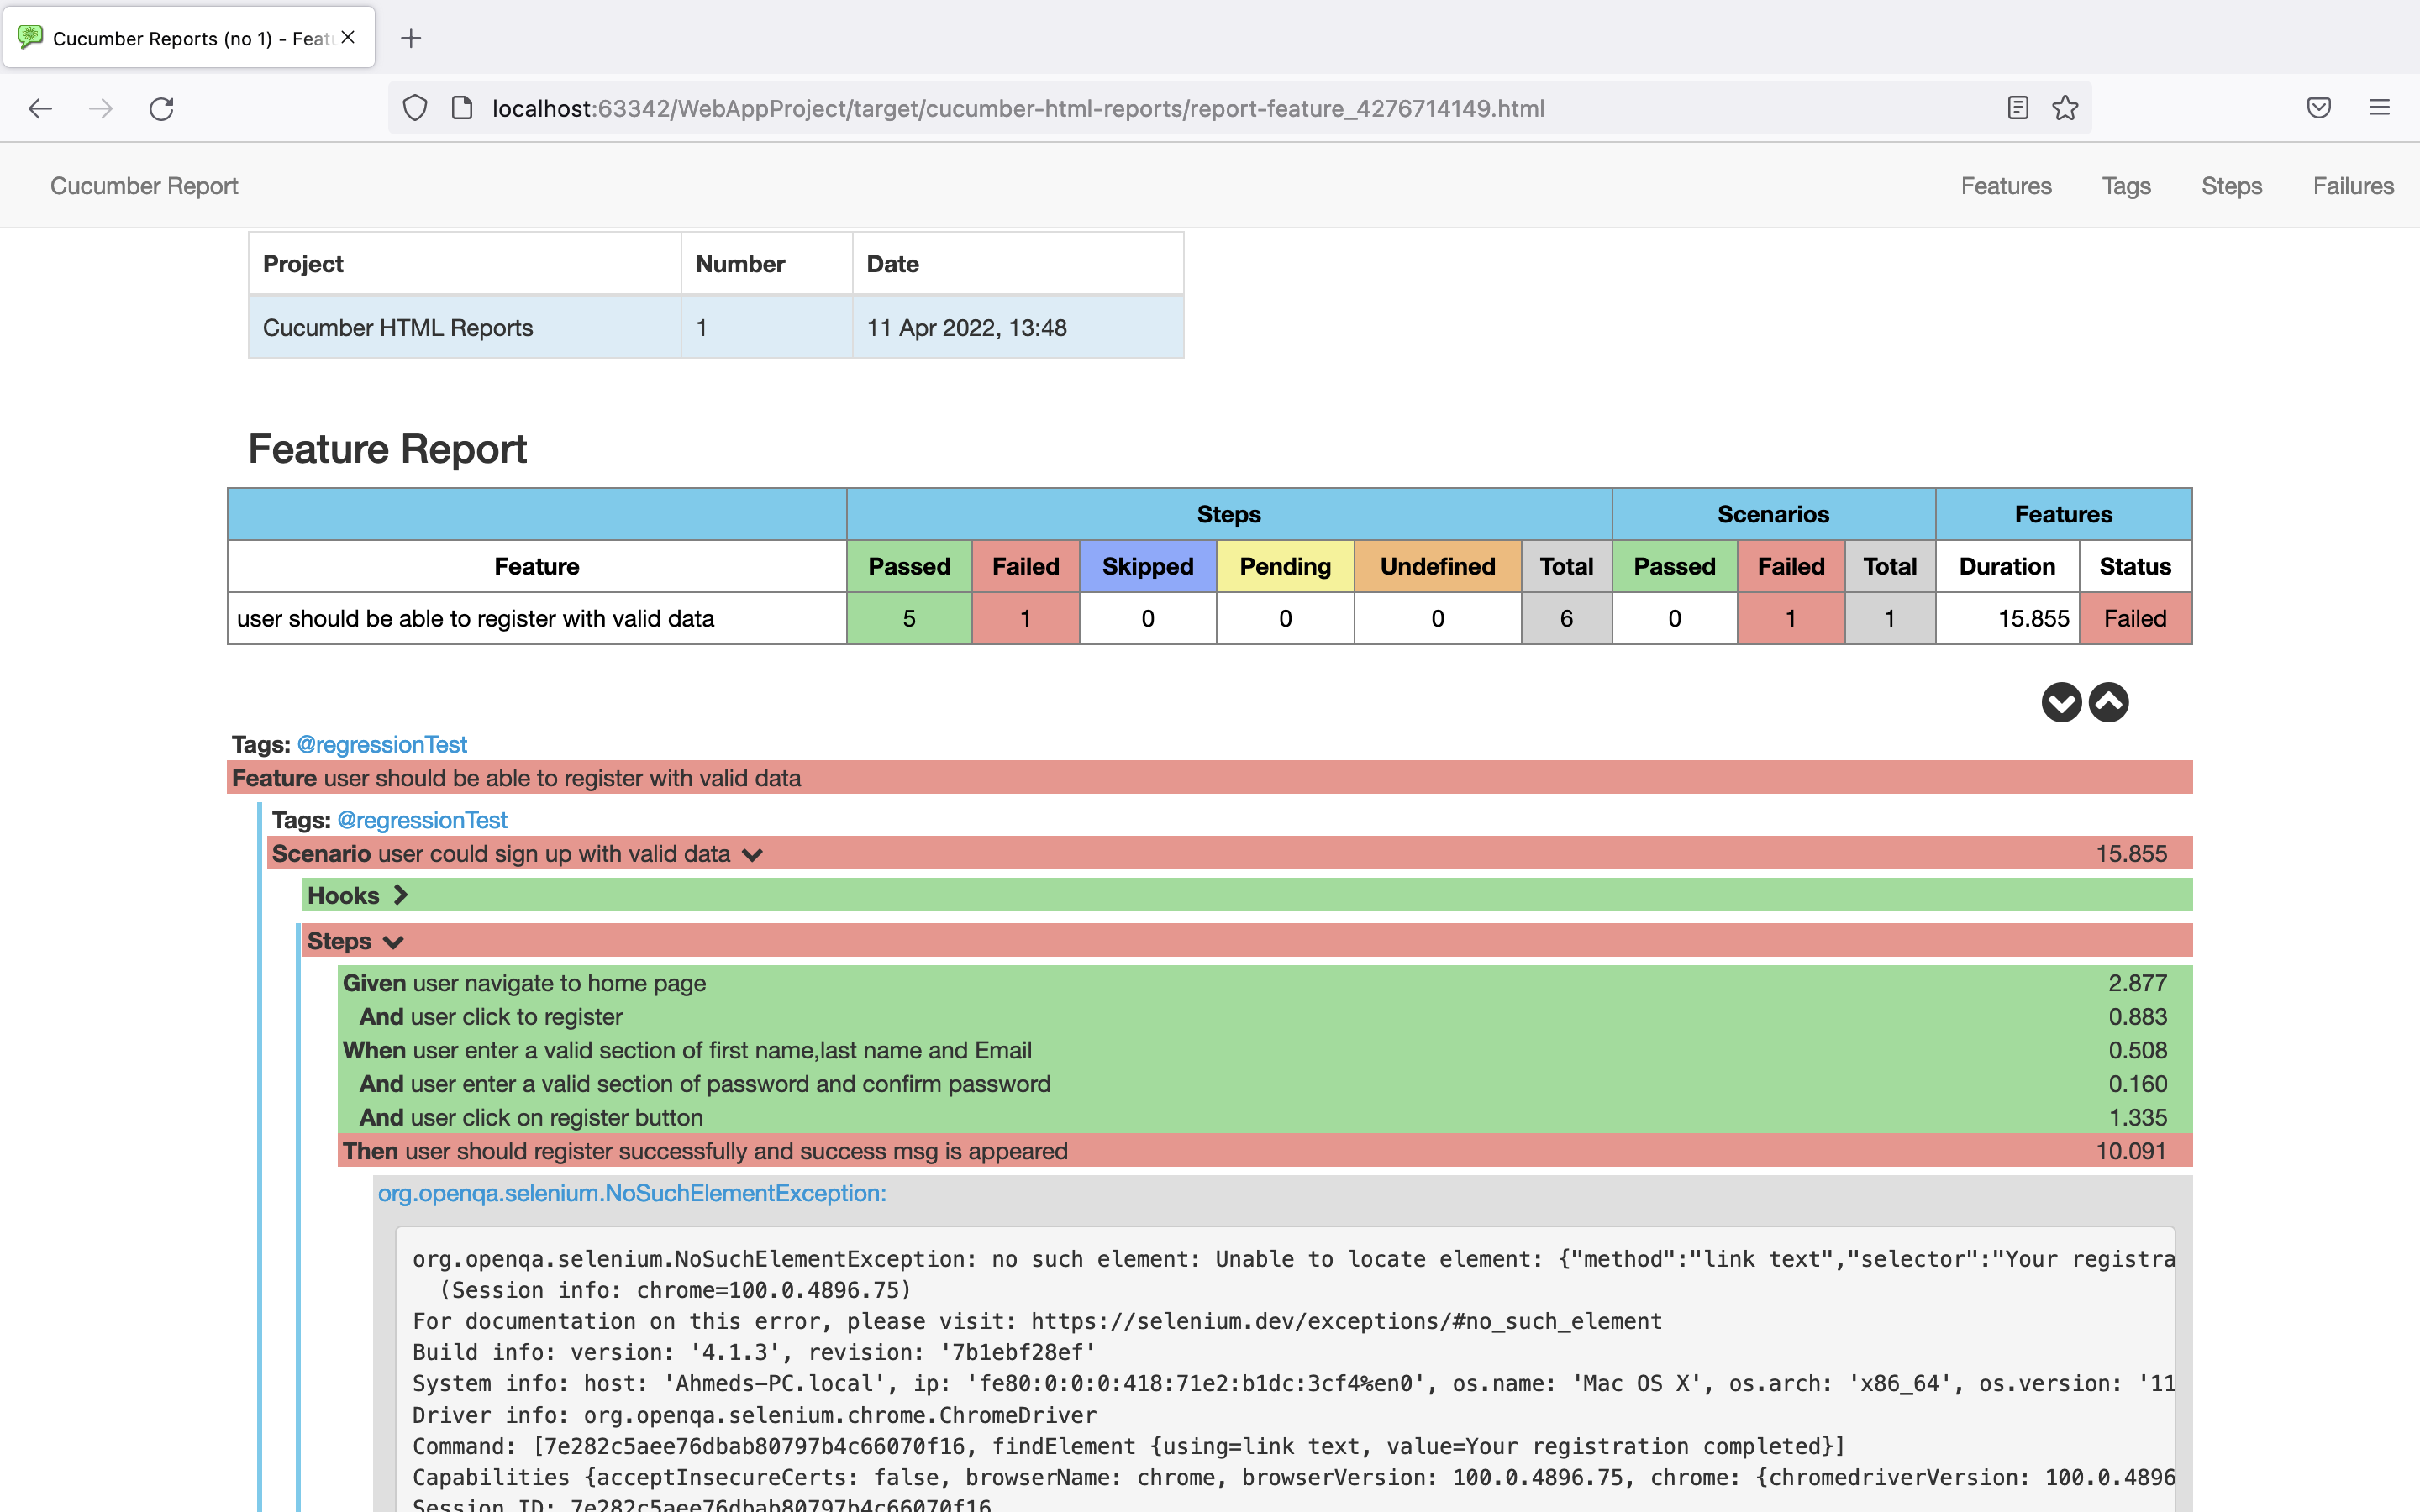 Cucumber Reports (no 1) - Feat
localhost:63342/WebAppProject/target/cucumber-html-reports/report-feature_4276714149.html
Cucumber Report Features Tags Steps Failures
Project Number Date
Cucumber HTML Reports 1 11 Apr 2022, 13:48
Feature Report
Steps Scenarios Features
Feature Passed Failed Skipped Pending Undefined Total Passed Failed Total Duration Status
user should be able to register with valid data 5 1 0 0 0 6 0 1 1 15.855 Failed
Tags: @regressionTest
Feature user should be able to register with valid data
Tags: @regressionTest
Scenario user could sign up with valid data 15.855
Hooks
Steps
Given user navigate to home page 2.877
And user click to register 0.883
When user enter a valid section of first name,last name and Email 0.508
And user enter a valid section of password and confirm password 0.160
And user click on register button 1.335
Then user should register successfully and success msg is appeared 10.091
org.openqa.selenium.NoSuchElementException:
org.openqa.selenium.NoSuchElementException: no such element: Unable to locate element: {"method":"link text","selector":"Your registra
(Session info: chrome=100.0.4896.75)
For documentation on this error, please visit: https://selenium.dev/exceptions/#no_such_element
Build info: version: '4.1.3', revision: '7b1ebf28ef'
System info: host: 'Ahmeds-PC.local', ip: 'fe80:0:0:0:418:71e2:b1dc:3cf4%en0', os.name: 'Mac OS X', os.arch: 'x86_64', os.version: '11
Driver info: org.openqa.selenium.chrome.ChromeDriver
Command: [7e282c5aee76dbab80797b4c66070f16, findElement {using=link text, value=Your registration completed}]
Capabilities {acceptInsecureCerts: false, browserName: chrome, browserVersion: 100.0.4896.75, chrome: {chromedriverVersion: 100.0.4896
Session ID: 7e282c5aee76dbab80797b4c66070f16